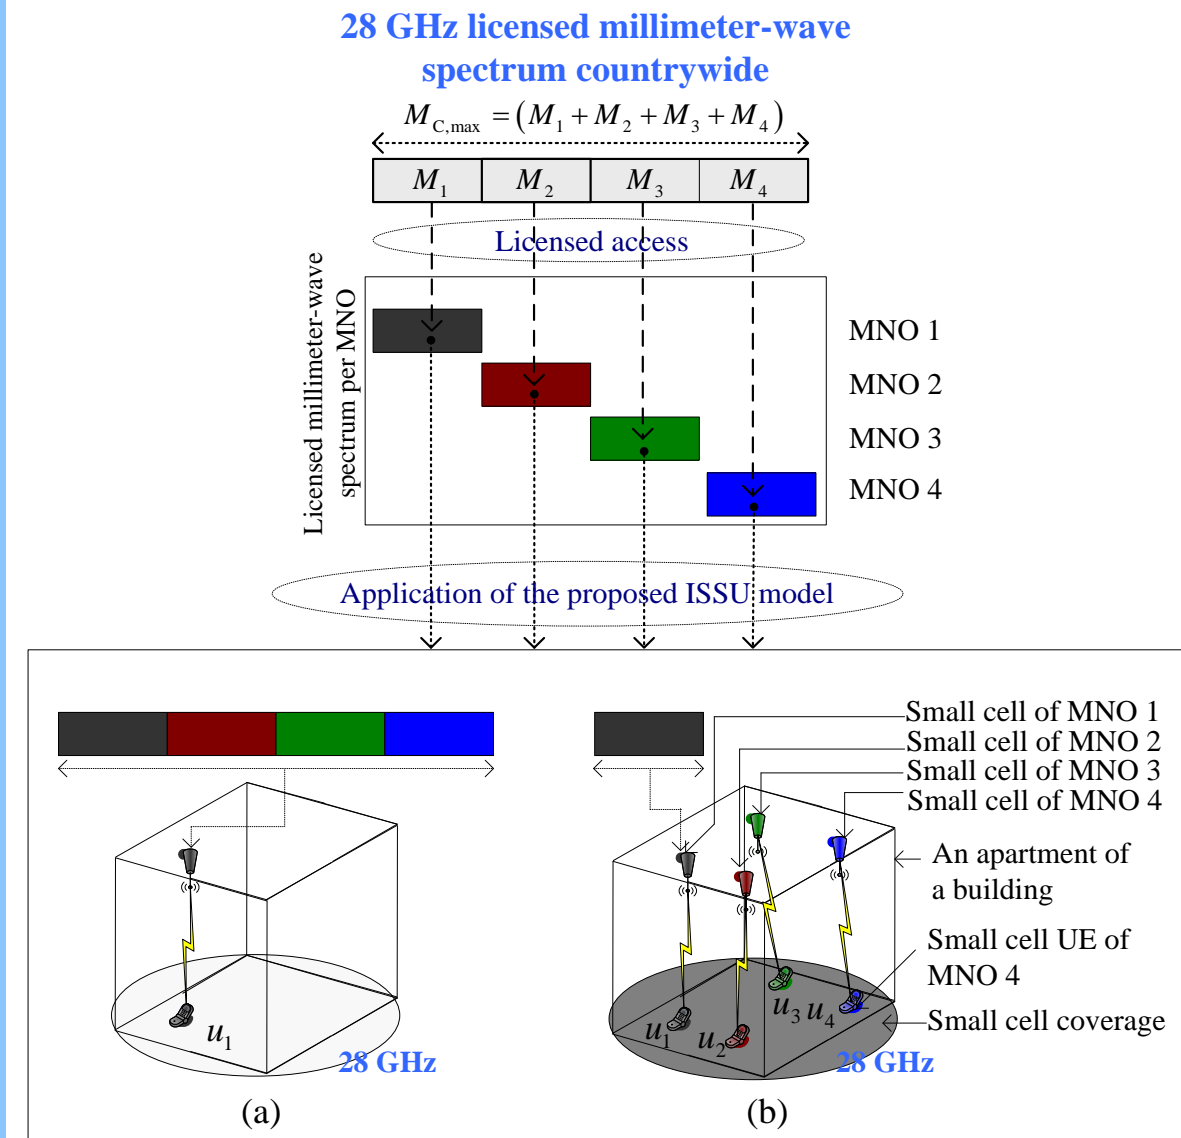 28 GHz licensed millimeter-wave
spectrum countrywide
M_C,max = (M_1 + M_2 + M_3 + M_4)
M_1 M_2 M_3 M_4
Licensed access
Licensed millimeter-wave
spectrum per MNO
MNO 1
MNO 2
MNO 3
MNO 4
Application of the proposed ISSU model
Small cell of MNO 1
Small cell of MNO 2
Small cell of MNO 3
Small cell of MNO 4
An apartment of
a building
Small cell UE of
MNO 4
Small cell coverage
u_1
28 GHz
(a)
u_1 u_2 u_3 u_4
28 GHz
(b)